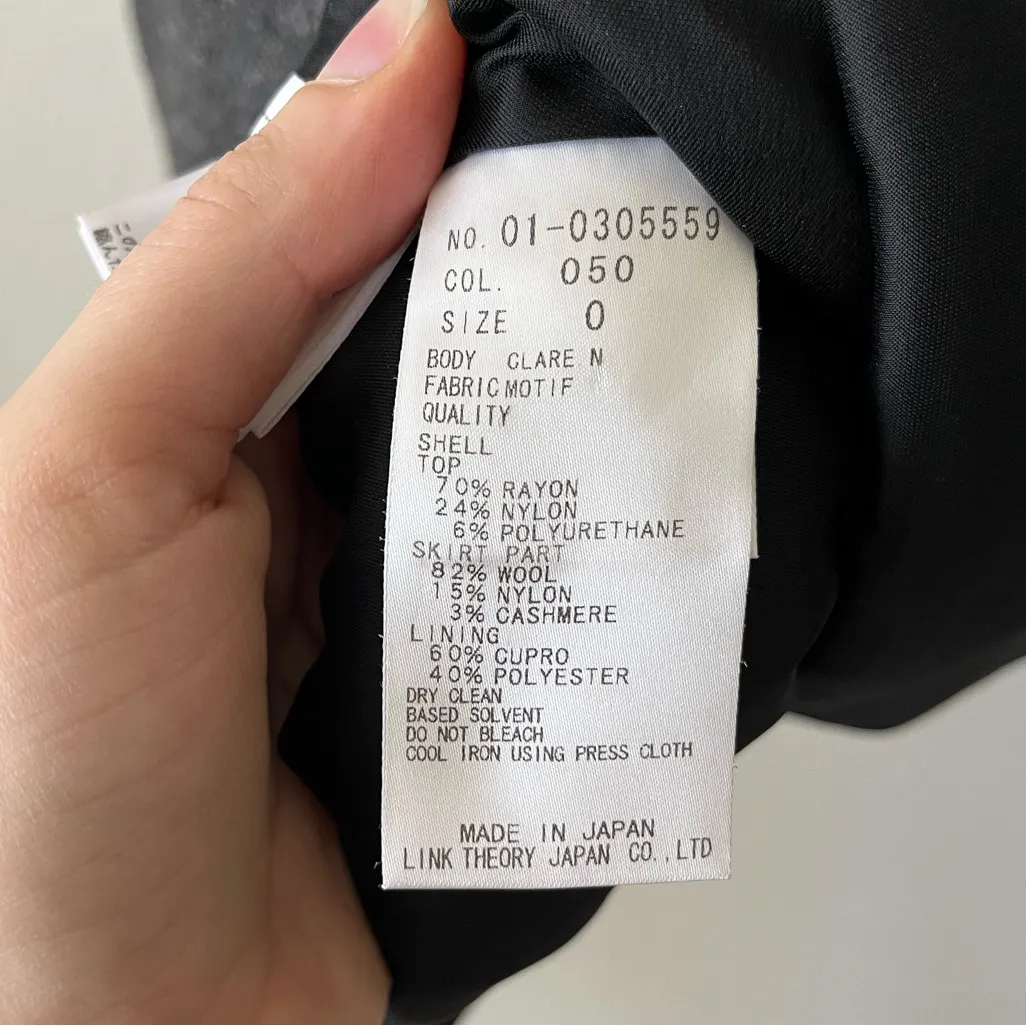 NO. 01-0305559
COL. 050
SIZE 0
BODY CLARE N
FABRIC MOTIF
QUALITY
SHELL
TOP
70% RAYON
24% NYLON
6% POLYURETHANE
SKIRT PART
82% WOOL
15% NYLON
3% CASHMERE
LINING
60% CUPRO
40% POLYESTER
DRY CLEAN
BASED SOLVENT
DO NOT BLEACH
COOL IRON USING PRESS CLOTH
MADE IN JAPAN
LINK THEORY JAPAN CO.,LTD